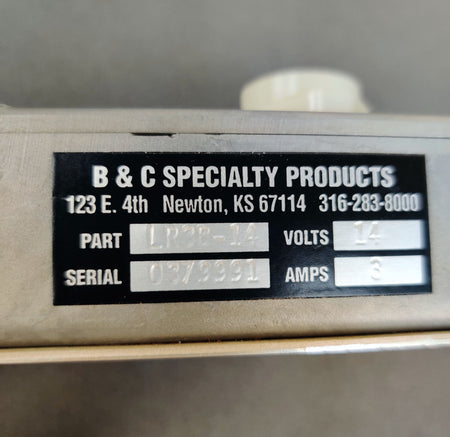 B & C SPECIALTY PRODUCTS
123 E. 4th Newton, KS 67114 316-283-8000
PART LR3B-14 VOLTS 14
SERIAL 0379991 AMPS 3